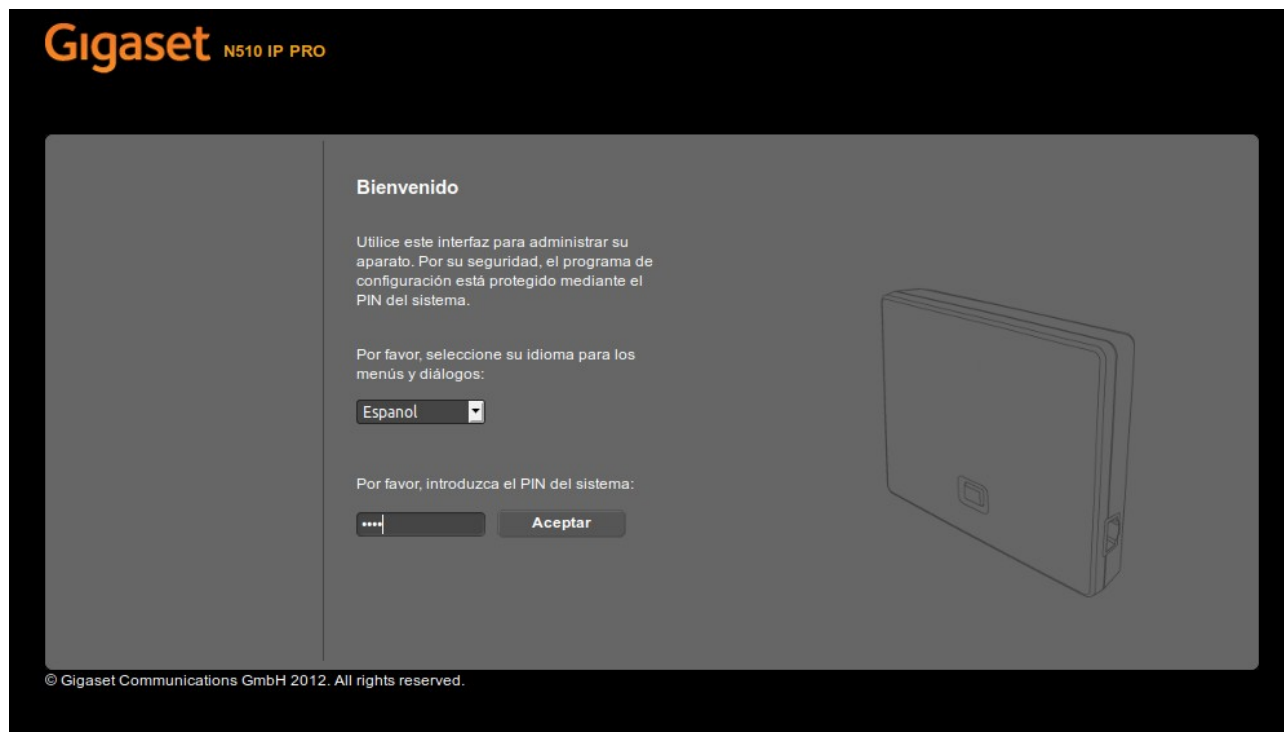 Gigaset N510 IP PRO
Bienvenido
Utilice este interfaz para administrar su
aparato. Por su seguridad, el programa de
configuración está protegido mediante el
PIN del sistema.
Por favor, seleccione su idioma para los
menús y diálogos:
Espanol
Por favor, introduzca el PIN del sistema:
•••• Aceptar
© Gigaset Communications GmbH 2012. All rights reserved.